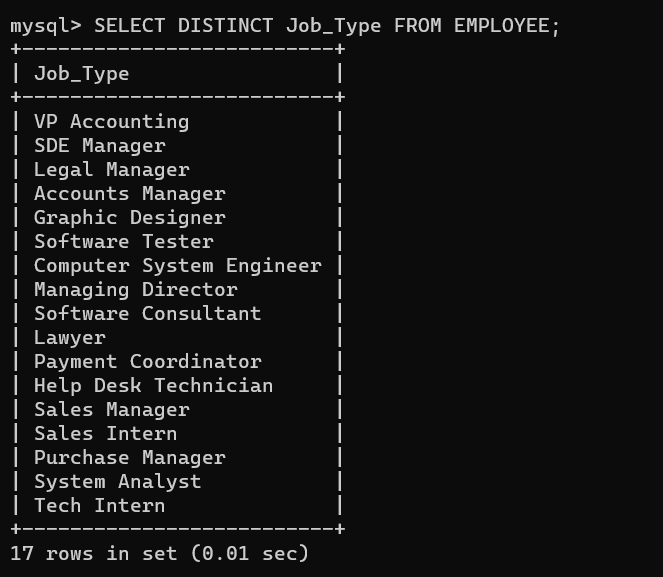 mysql> SELECT DISTINCT Job_Type FROM EMPLOYEE;
+--------------------------+
| Job_Type                 |
+--------------------------+
| VP Accounting            |
| SDE Manager              |
| Legal Manager            |
| Accounts Manager         |
| Graphic Designer         |
| Software Tester          |
| Computer System Engineer |
| Managing Director        |
| Software Consultant      |
| Lawyer                   |
| Payment Coordinator      |
| Help Desk Technician     |
| Sales Manager            |
| Sales Intern             |
| Purchase Manager         |
| System Analyst           |
| Tech Intern              |
+--------------------------+
17 rows in set (0.01 sec)